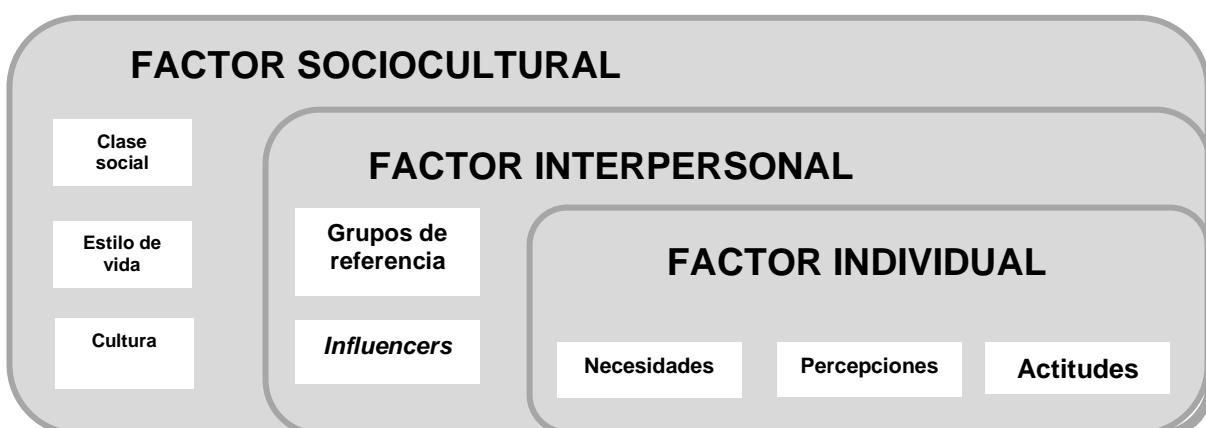 FACTOR SOCIOCULTURAL
Clase
social
Estilo de
vida
Cultura
FACTOR INTERPERSONAL
Grupos de
referencia
Influencers
FACTOR INDIVIDUAL
Necesidades
Percepciones
Actitudes